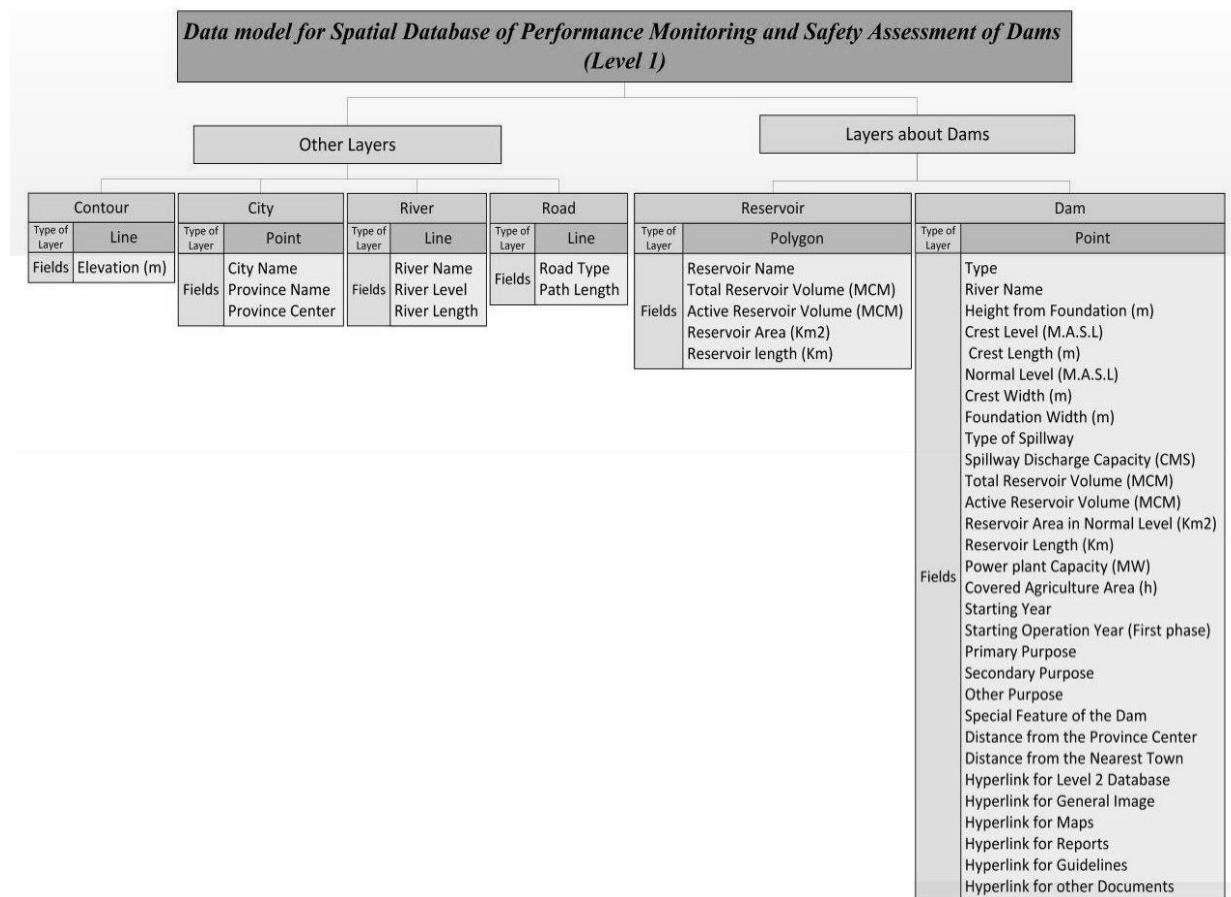 Data model for Spatial Database of Performance Monitoring and Safety Assessment of Dams
(Level 1)
Other Layers
Layers about Dams
Contour
Type of
Layer
Line
Fields
Elevation (m)
City
Type of
Layer
Point
Fields
City Name
Province Name
Province Center
River
Type of
Layer
Line
Fields
River Name
River Level
River Length
Road
Type of
Layer
Line
Fields
Road Type
Path Length
Reservoir
Type of
Layer
Polygon
Fields
Reservoir Name
Total Reservoir Volume (MCM)
Active Reservoir Volume (MCM)
Reservoir Area (Km2)
Reservoir length (Km)
Dam
Type of
Layer
Point
Fields
Type
River Name
Height from Foundation (m)
Crest Level (M.A.S.L)
Crest Length (m)
Normal Level (M.A.S.L)
Crest Width (m)
Foundation Width (m)
Type of Spillway
Spillway Discharge Capacity (CMS)
Total Reservoir Volume (MCM)
Active Reservoir Volume (MCM)
Reservoir Area in Normal Level (Km2)
Reservoir Length (Km)
Power plant Capacity (MW)
Covered Agriculture Area (h)
Starting Year
Starting Operation Year (First phase)
Primary Purpose
Secondary Purpose
Other Purpose
Special Feature of the Dam
Distance from the Province Center
Distance from the Nearest Town
Hyperlink for Level 2 Database
Hyperlink for General Image
Hyperlink for Maps
Hyperlink for Reports
Hyperlink for Guidelines
Hyperlink for other Documents